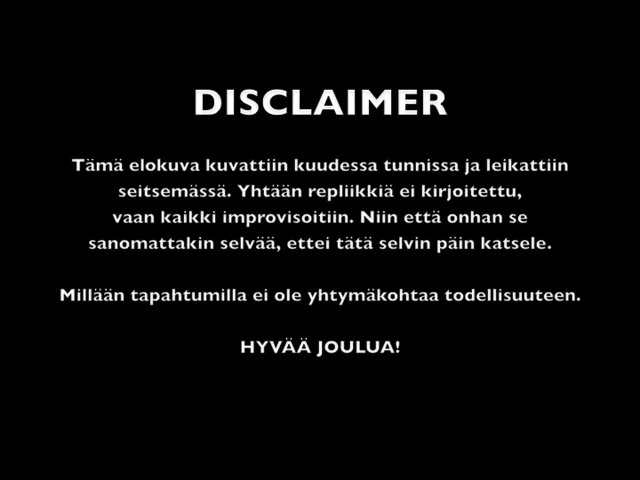 DISCLAIMER
Tämä elokuva kuvattiin kuudessa tunnissa ja leikattiin
seitsemässä. Yhtään repliikkiä ei kirjoitettu,
vaan kaikki improvisoitiin. Niin että onhan se
sanomattakin selvää, ettei tätä selvin päin katsele.
Millään tapahtumilla ei ole yhtymäkohtaa todellisuuteen.
HYVÄÄ JOULUA!